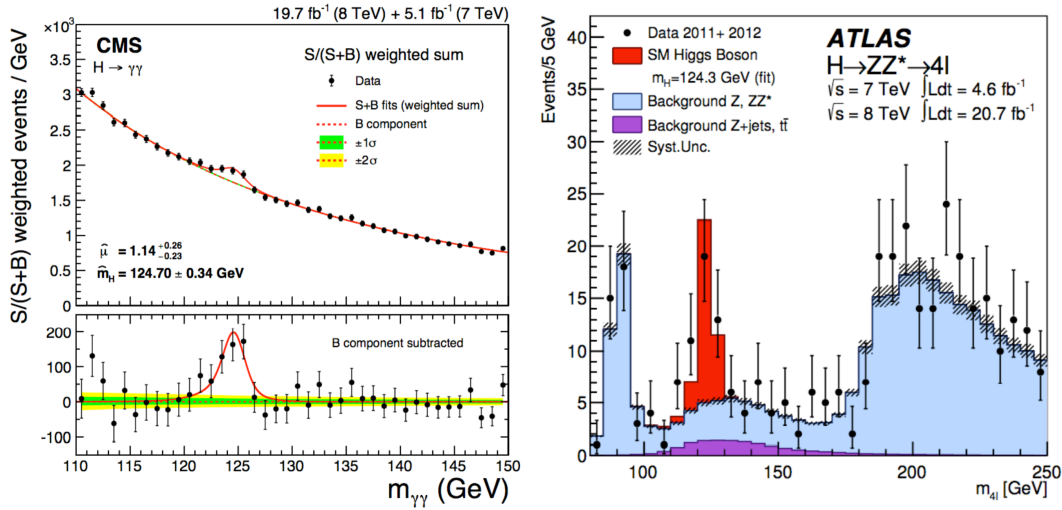 19.7 fb⁻¹ (8 TeV) + 5.1 fb⁻¹ (7 TeV)
×10³
CMS
H → γγ
S/(S+B) weighted sum
Data
S+B fits (weighted sum)
B component
±1σ
±2σ
μ̂ = 1.14 +0.26 −0.23
m̂_H = 124.70 ± 0.34 GeV
S/(S+B) weighted events / GeV
3.5
3
2.5
2
1.5
1
0.5
0
B component subtracted
200
100
0
-100
110 115 120 125 130 135 140 145 150
m_γγ (GeV)
Events/5 GeV
40
35
30
25
20
15
10
5
0
Data 2011+ 2012
SM Higgs Boson
m_H=124.3 GeV (fit)
Background Z, ZZ*
Background Z+jets, tt̄
Syst.Unc.
ATLAS
H→ZZ*→4l
√s = 7 TeV ∫Ldt = 4.6 fb⁻¹
√s = 8 TeV ∫Ldt = 20.7 fb⁻¹
100 150 200 250
m_4l [GeV]